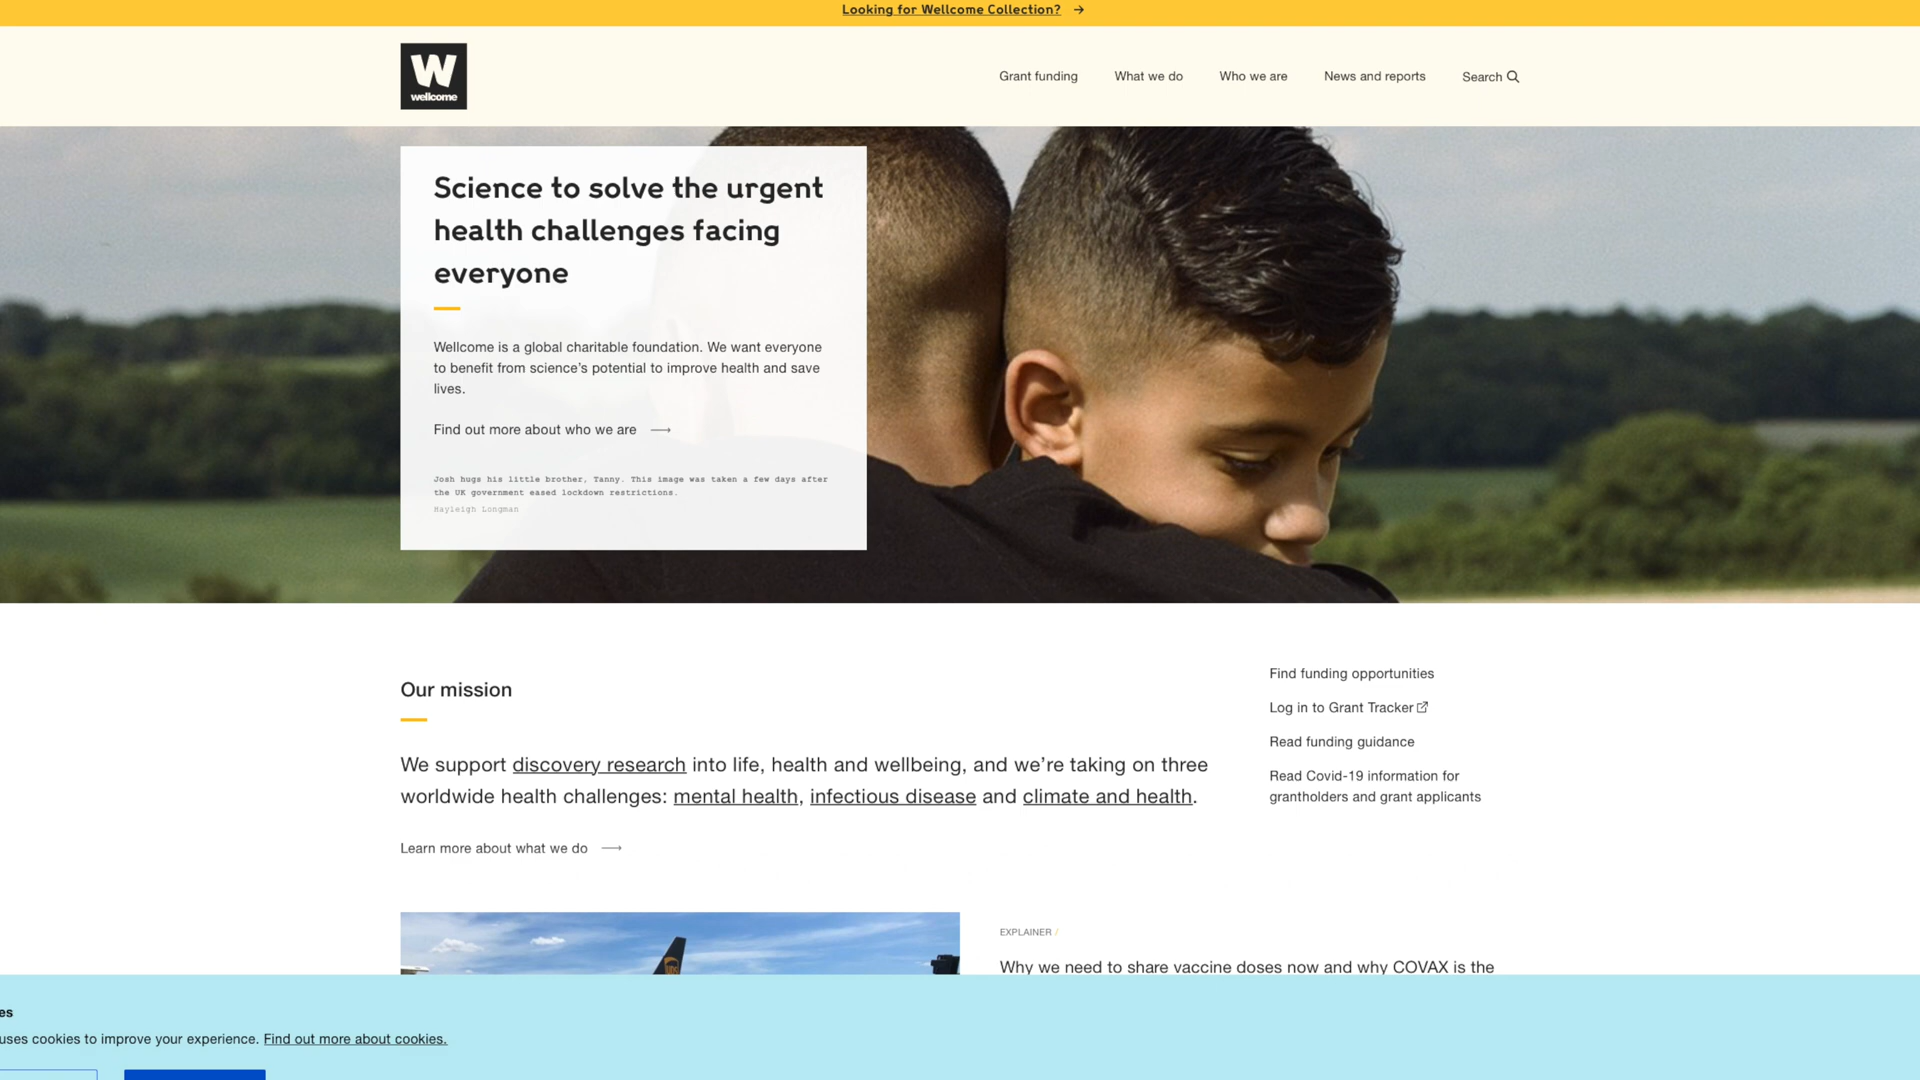 Looking for Wellcome Collection? →
W
wellcome
Grant funding What we do Who we are News and reports Search
Science to solve the urgent
health challenges facing
everyone
Wellcome is a global charitable foundation. We want everyone
to benefit from science’s potential to improve health and save
lives.
Find out more about who we are
Josh hugs his little brother, Tanny. This image was taken a few days after
the UK government eased lockdown restrictions.
Hayleigh Longman
Our mission
We support discovery research into life, health and wellbeing, and we’re taking on three
worldwide health challenges: mental health, infectious disease and climate and health.
Learn more about what we do
Find funding opportunities
Log in to Grant Tracker
Read funding guidance
Read Covid-19 information for
grantholders and grant applicants
EXPLAINER /
Why we need to share vaccine doses now and why COVAX is the
es
uses cookies to improve your experience. Find out more about cookies.